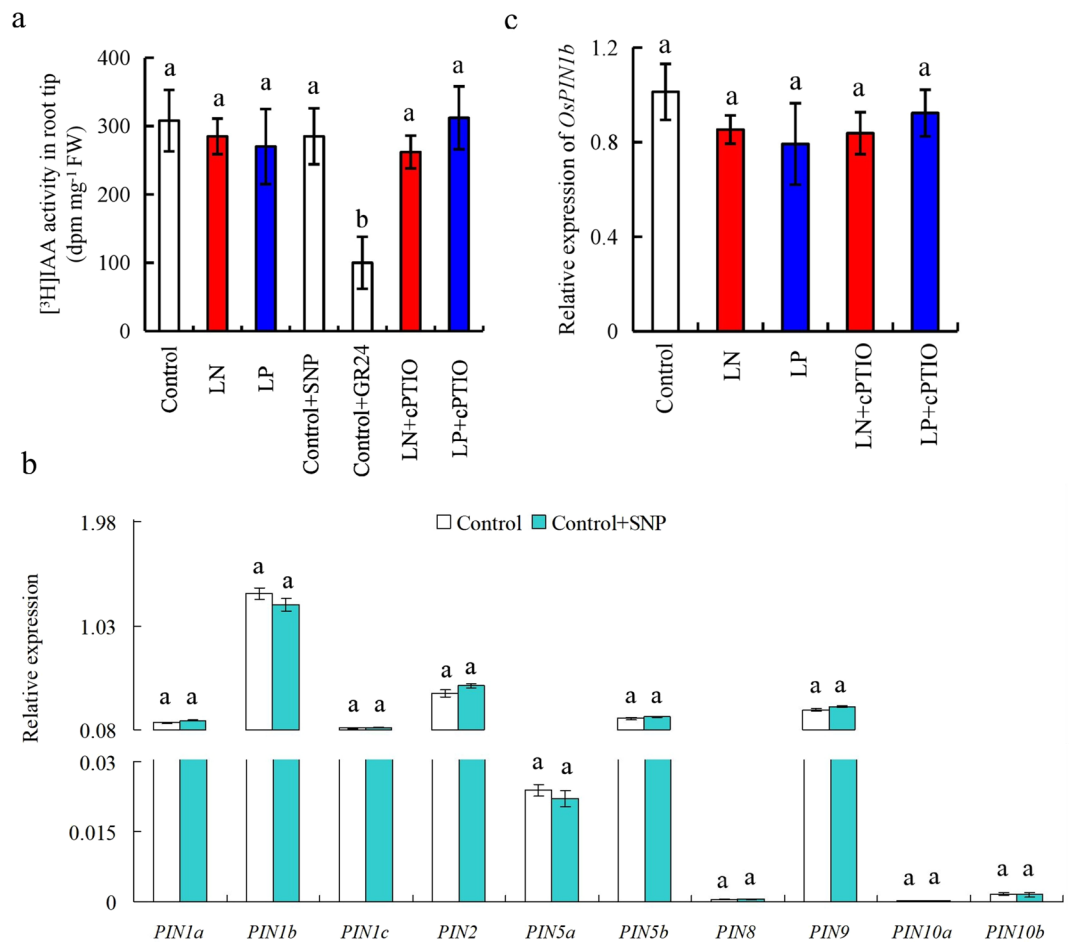 a
[³H]IAA activity in root tip
(dpm mg⁻¹ FW)
400
300
200
100
0
a
a
a
a
b
a
a
Control
LN
LP
Control+SNP
Control+GR24
LN+cPTIO
LP+cPTIO
c
Relative expression of OsPIN1b
1.2
0.8
0.4
0
a
a
a
a
a
Control
LN
LP
LN+cPTIO
LP+cPTIO
b
Relative expression
Control
Control+SNP
1.98
1.03
0.08
0.03
0.015
0
a a
a a
a a
a a
a a
a a
a a
a a
a a
a a
PIN1a PIN1b PIN1c PIN2 PIN5a PIN5b PIN8 PIN9 PIN10a PIN10b